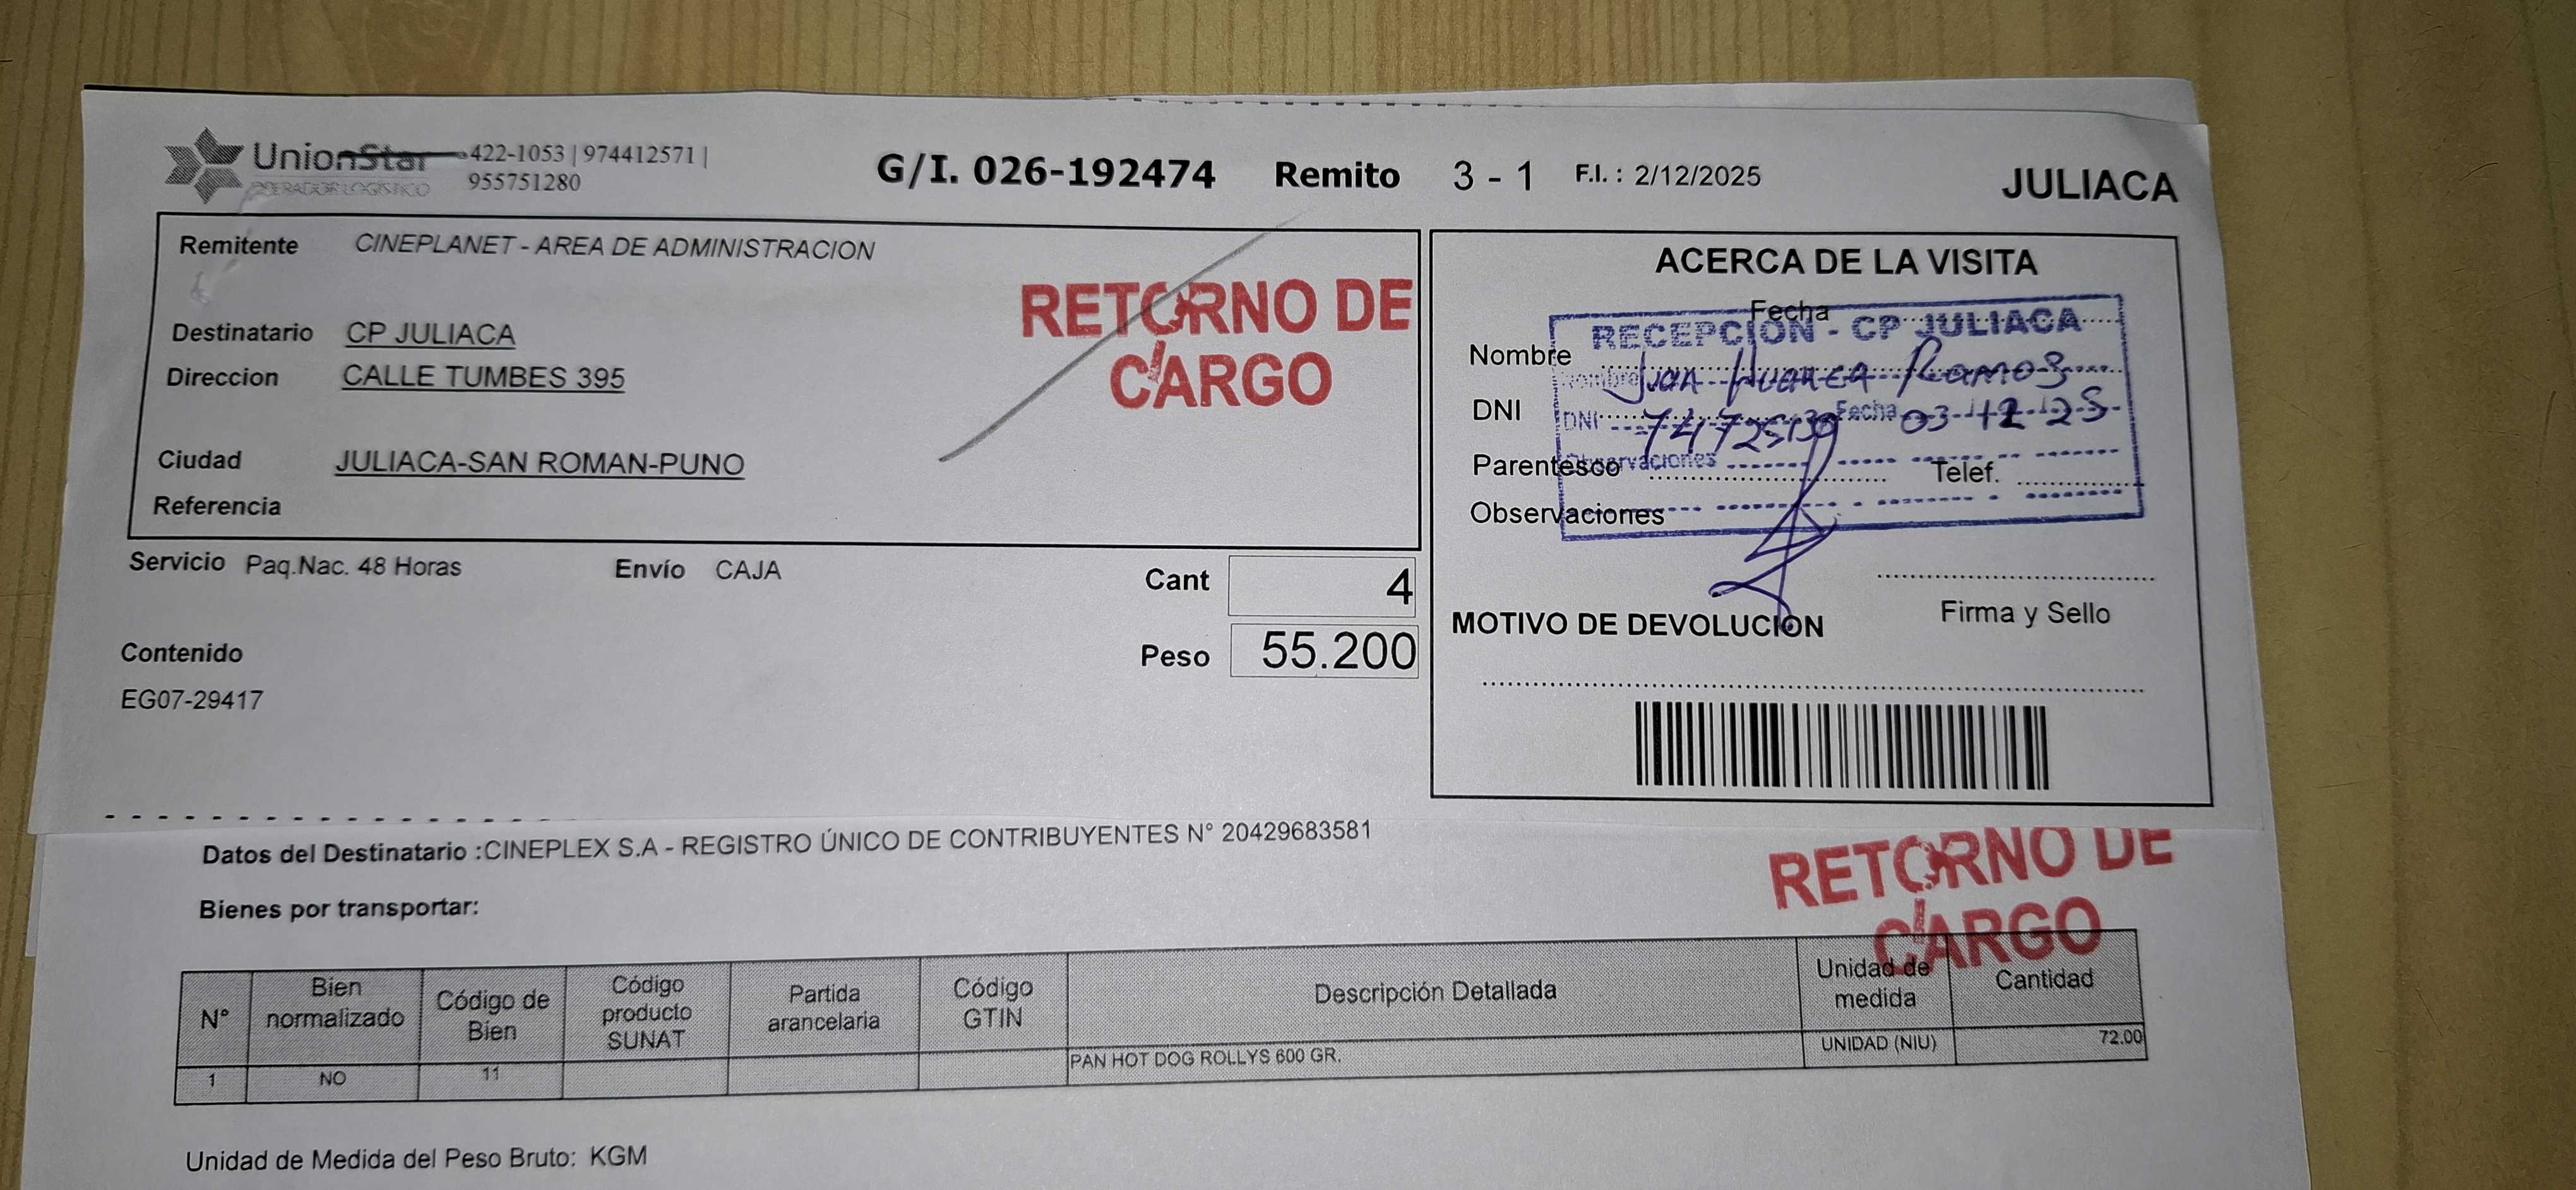 UnionStar 422-1053 | 974412571 |
OPERADOR LOGÍSTICO 955751280
G/I. 026-192474 Remito 3 - 1 F.I. : 2/12/2025
JULIACA
Remitente CINEPLANET - AREA DE ADMINISTRACION
RETORNO DE
CARGO
Destinatario CP JULIACA
Direccion CALLE TUMBES 395
Ciudad JULIACA-SAN ROMAN-PUNO
Referencia
Servicio Paq.Nac. 48 Horas Envío CAJA
Cant 4
Peso 55.200
Contenido
EG07-29417
ACERCA DE LA VISITA
Fecha
RECEPCIÓN - CP JULIACA
Nombre
Nombre Juan Huanca Ramos
DNI
DNI Fecha 03-12-25
Parentesco Telef.
Observaciones
Observaciones
Firma y Sello
MOTIVO DE DEVOLUCION
Datos del Destinatario :CINEPLEX S.A - REGISTRO ÚNICO DE CONTRIBUYENTES N° 20429683581
RETORNO DE
CARGO
Bienes por transportar:
N° Bien normalizado Código de Bien Código producto SUNAT Partida arancelaria Código GTIN Descripción Detallada Unidad de medida Cantidad
1 NO 11 PAN HOT DOG ROLLYS 600 GR. UNIDAD (NIU) 72.00
Unidad de Medida del Peso Bruto: KGM